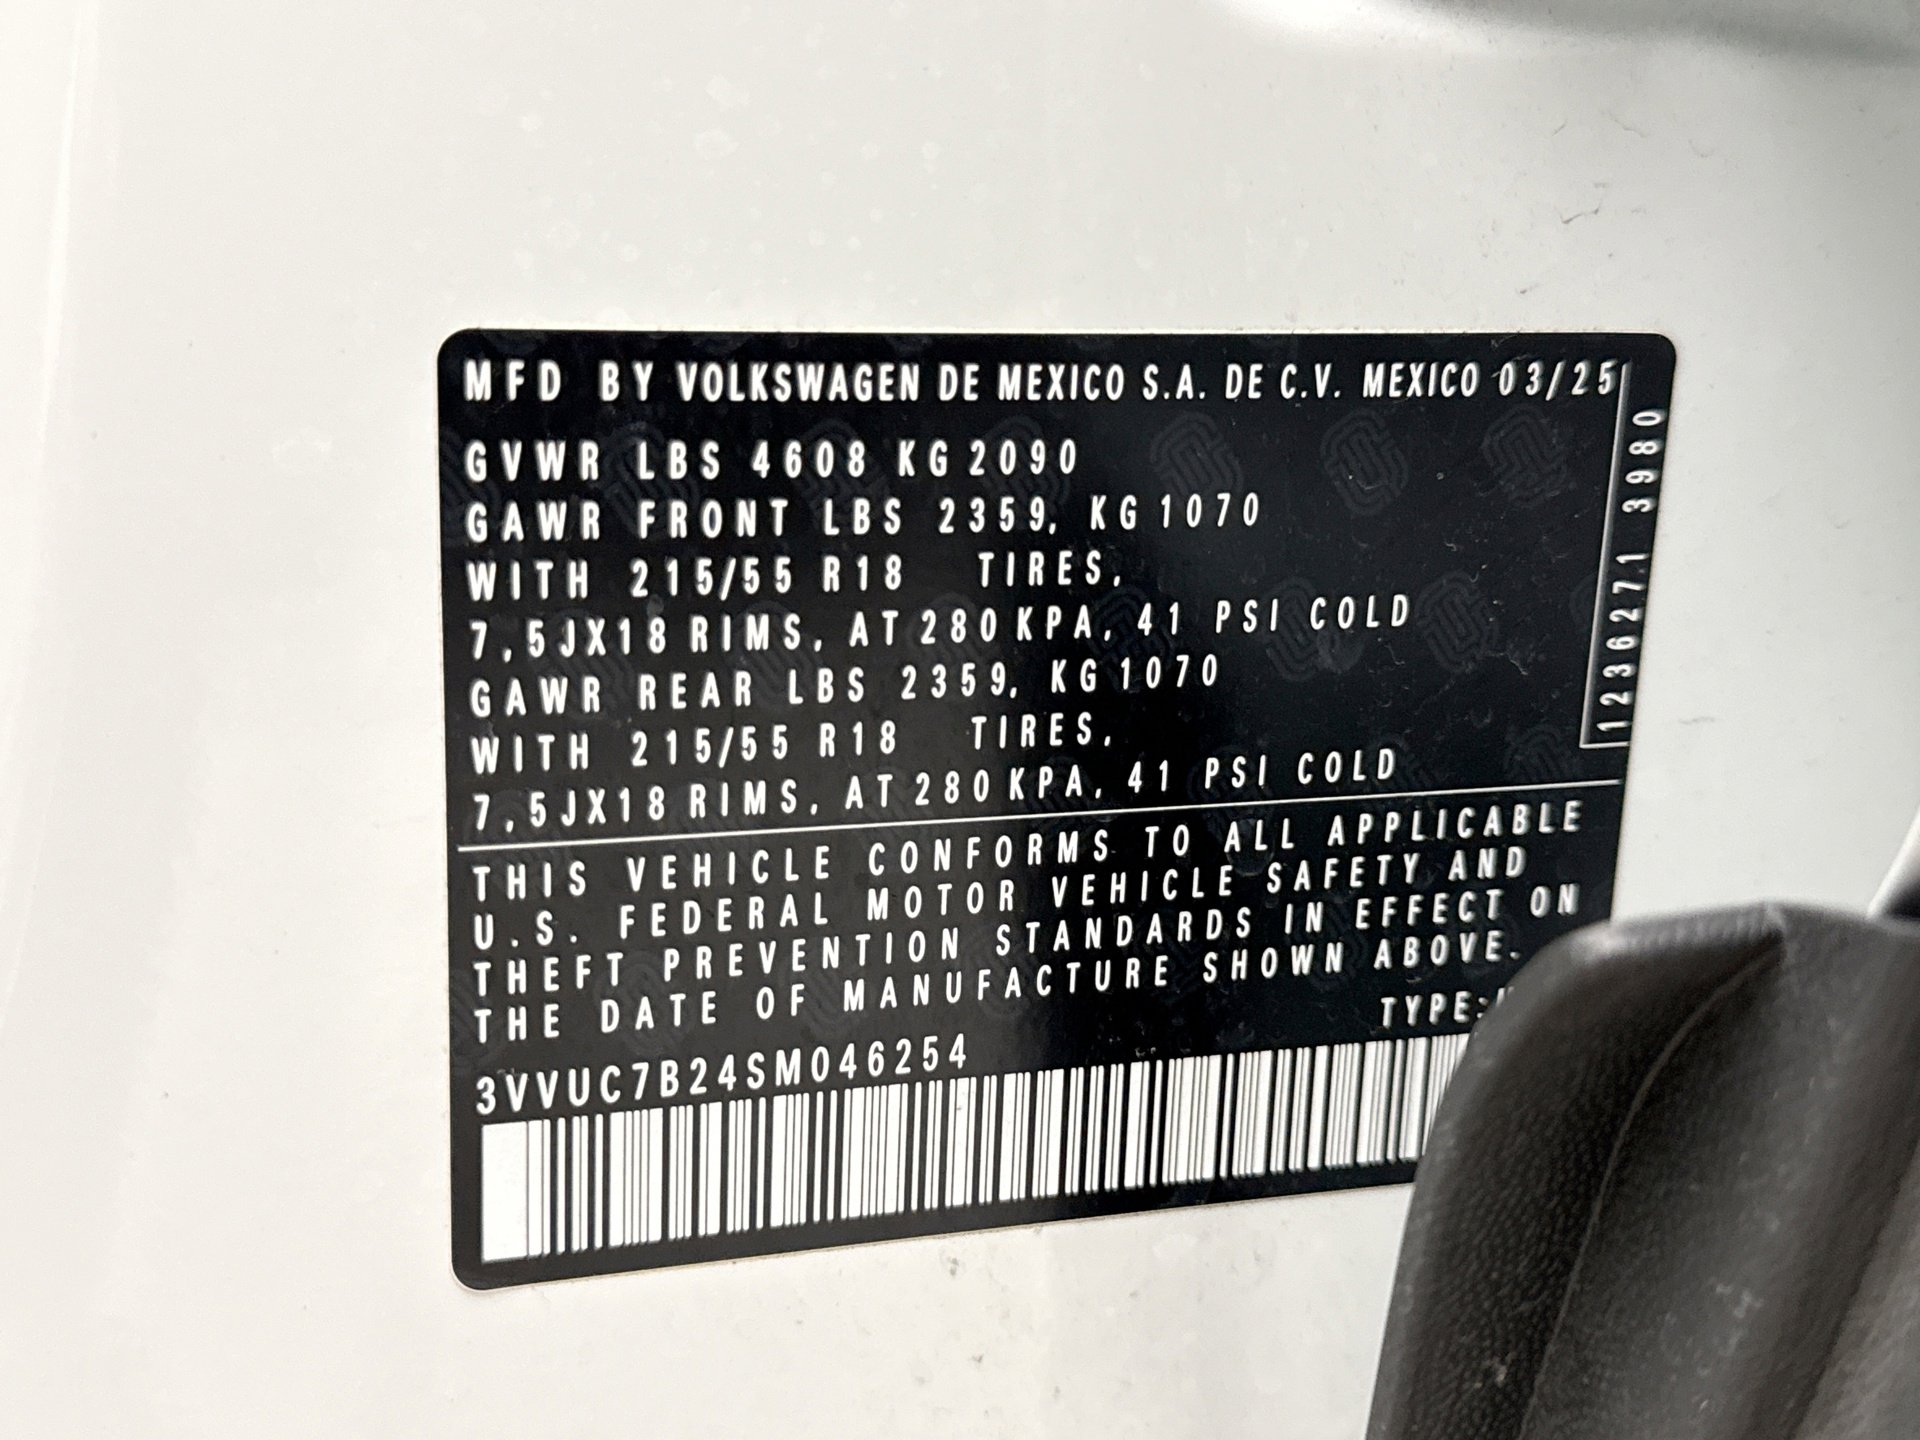 MFD BY VOLKSWAGEN DE MEXICO S.A. DE C.V. MEXICO 03/25
GVWR LBS 4608 KG 2090
GAWR FRONT LBS 2359, KG 1070
WITH 215/55 R18 TIRES,
7,5JX18 RIMS, AT 280 KPA, 41 PSI COLD
GAWR REAR LBS 2359, KG 1070
WITH 215/55 R18 TIRES,
7,5JX18 RIMS, AT 280 KPA, 41 PSI COLD
1236271 3980
THIS VEHICLE CONFORMS TO ALL APPLICABLE
U.S. FEDERAL MOTOR VEHICLE SAFETY AND
THEFT PREVENTION STANDARDS IN EFFECT ON
THE DATE OF MANUFACTURE SHOWN ABOVE.
TYPE:
3VVUC7B24SM046254